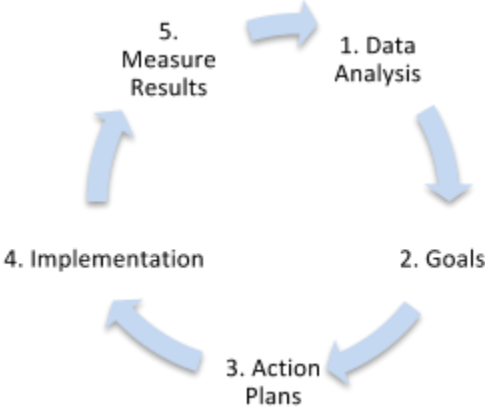 1. Data
Analysis
2. Goals
3. Action
Plans
4. Implementation
5.
Measure
Results